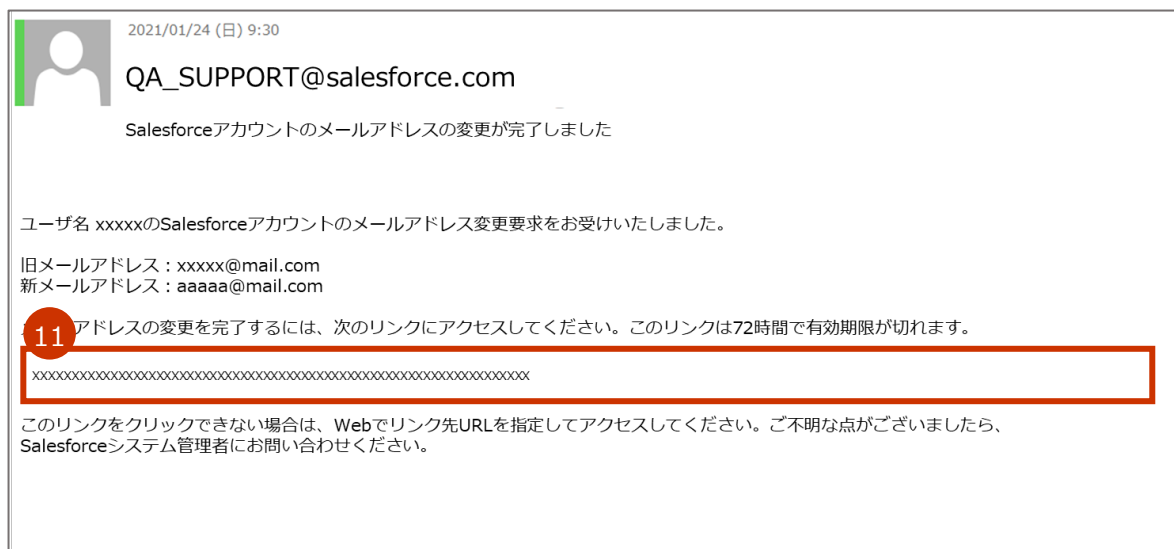 2021/01/24 (日) 9:30
QA_SUPPORT@salesforce.com
Salesforceアカウントのメールアドレスの変更が完了しました
ユーザ名 xxxxxのSalesforceアカウントのメールアドレス変更要求をお受けいたしました。
旧メールアドレス：xxxxx@mail.com
新メールアドレス：aaaaa@mail.com
11
アドレスの変更を完了するには、次のリンクにアクセスしてください。このリンクは72時間で有効期限が切れます。
xxxxxxxxxxxxxxxxxxxxxxxxxxxxxxxxxxxxxxxxxxxxxxxxxxxxxxxxxxxxxxxxx
このリンクをクリックできない場合は、Webでリンク先URLを指定してアクセスしてください。ご不明な点がございましたら、
Salesforceシステム管理者にお問い合わせください。